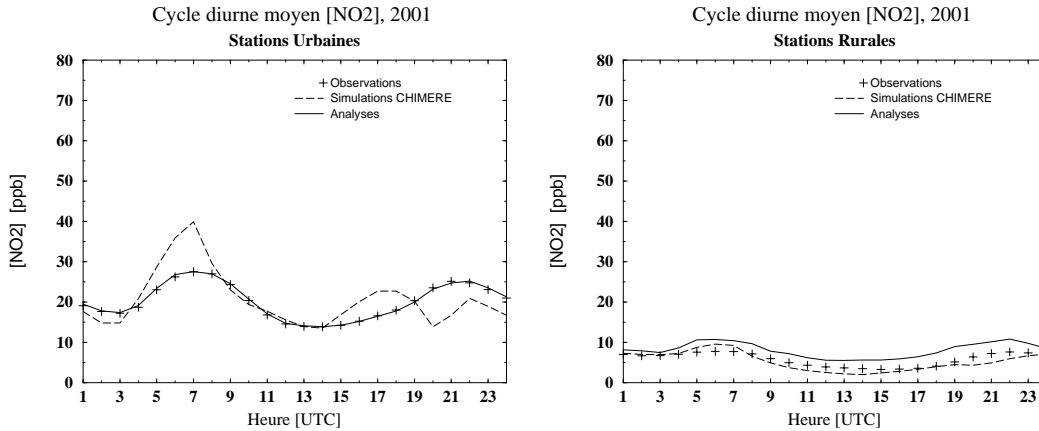 Cycle diurne moyen [NO2], 2001
Stations Urbaines
80
70
60
50
40
30
20
10
0
[NO2] [ppb]
Observations
Simulations CHIMERE
Analyses
1 3 5 7 9 11 13 15 17 19 21 23
Heure [UTC]
Cycle diurne moyen [NO2], 2001
Stations Rurales
80
70
60
50
40
30
20
10
0
[NO2] [ppb]
Observations
Simulations CHIMERE
Analyses
1 3 5 7 9 11 13 15 17 19 21 23
Heure [UTC]